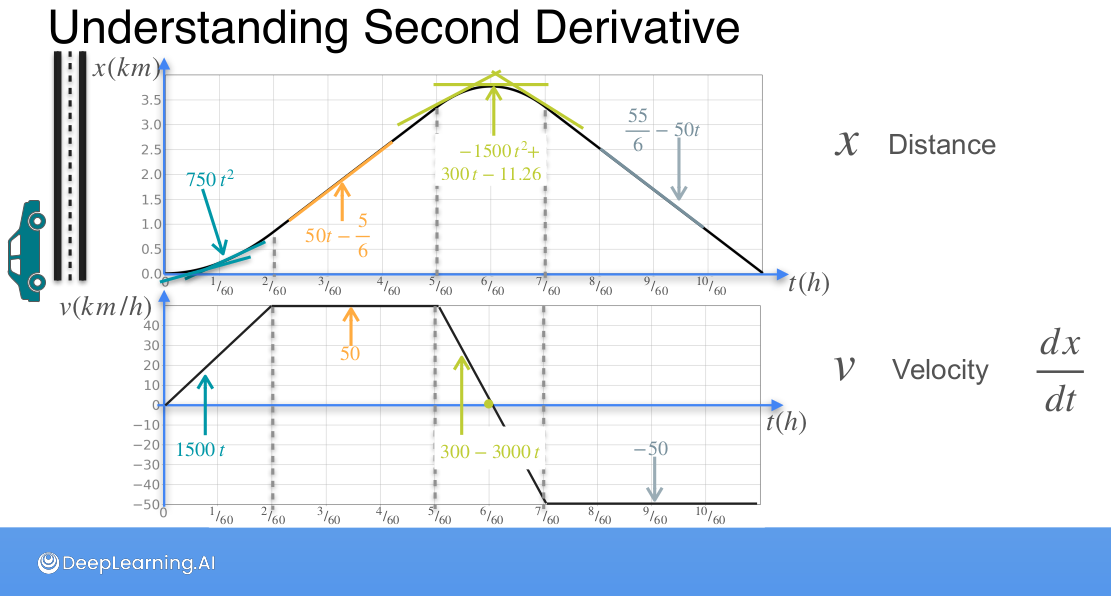 Understanding Second Derivative
x(km)
3.5
3.0
2.5
2.0
1.5
1.0
0.5
0.0
750 t²
50t − 5/6
−1500 t²+
300 t − 11.26
55/6 − 50t
0 1/60 2/60 3/60 4/60 5/60 6/60 7/60 8/60 9/60 10/60
t(h)
x Distance
v(km/h)
40
30
20
10
0
−10
−20
−30
−40
−50
1500 t
50
300 − 3000 t
−50
0 1/60 2/60 3/60 4/60 5/60 6/60 7/60 8/60 9/60 10/60
t(h)
v Velocity dx/dt
DeepLearning.AI